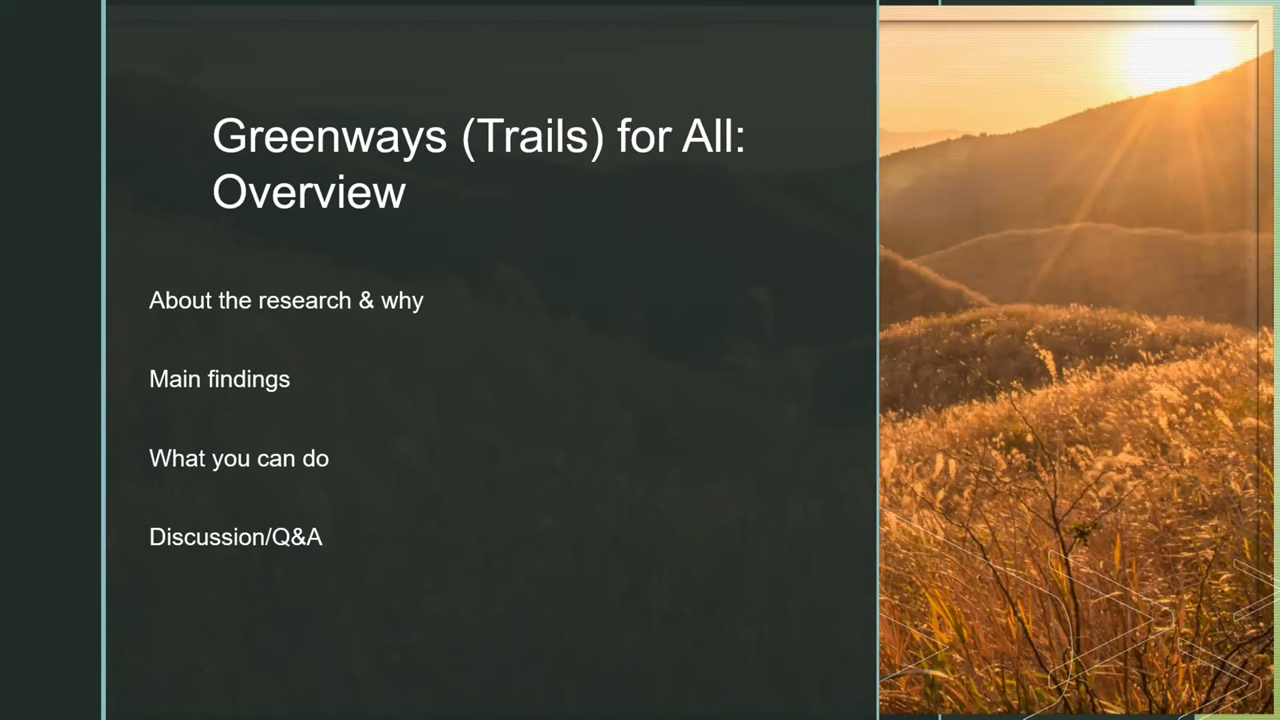 Greenways (Trails) for All:
Overview
About the research & why
Main findings
What you can do
Discussion/Q&A